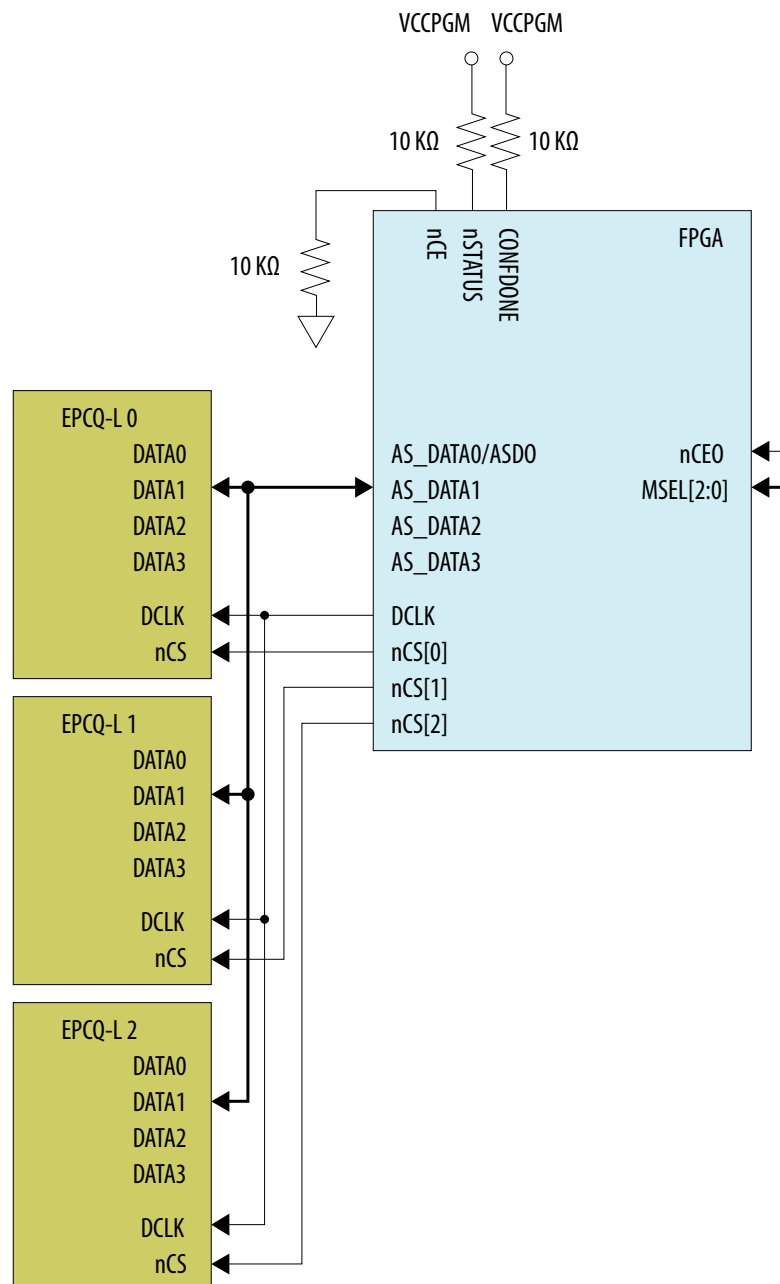 VCCPGM VCCPGM
10 KΩ 10 KΩ
10 KΩ
nCE
nSTATUS
CONFDONE
FPGA
EPCQ-L 0
DATA0
DATA1
DATA2
DATA3
DCLK
nCS
AS_DATA0/ASDO
AS_DATA1
AS_DATA2
AS_DATA3
DCLK
nCS[0]
nCS[1]
nCS[2]
nCEO
MSEL[2:0]
EPCQ-L 1
DATA0
DATA1
DATA2
DATA3
DCLK
nCS
EPCQ-L 2
DATA0
DATA1
DATA2
DATA3
DCLK
nCS